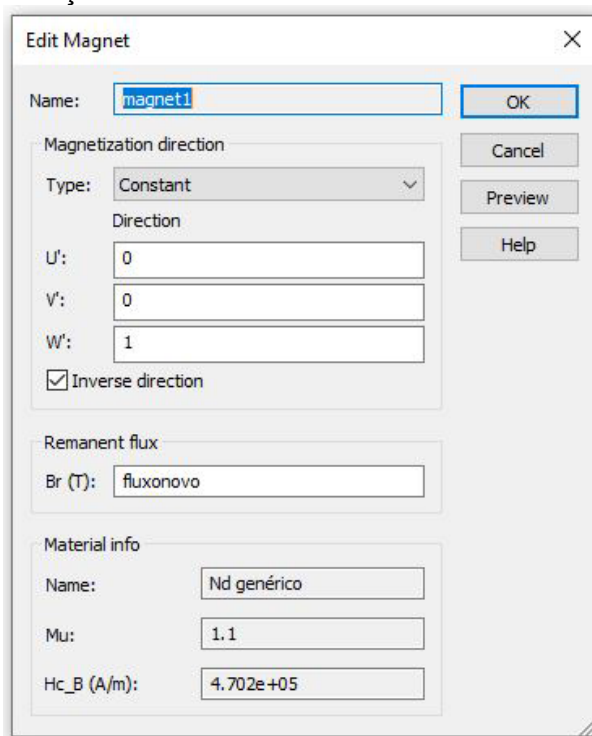 Edit Magnet
Name: magnet1
OK
Magnetization direction
Cancel
Type: Constant
Preview
Direction
Help
U': 0
V': 0
W': 1
Inverse direction
Remanent flux
Br (T): fluxonovo
Material info
Name: Nd genérico
Mu: 1.1
Hc_B (A/m): 4.702e+05